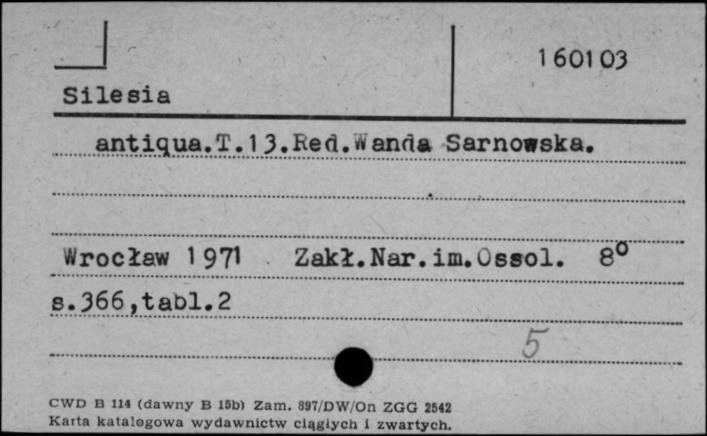 160103
Silesia
antiqua.T.13.Red.Wanda Sarnowska.
Wrocław 1971 Zakł.Nar.im.Ossol. 8°
s.366,tabl.2
5
CWD B 114 (dawny B 15b) Zam. 897/DW/On ZGG 2542
Karta katalogowa wydawnictw ciągłych i zwartych.